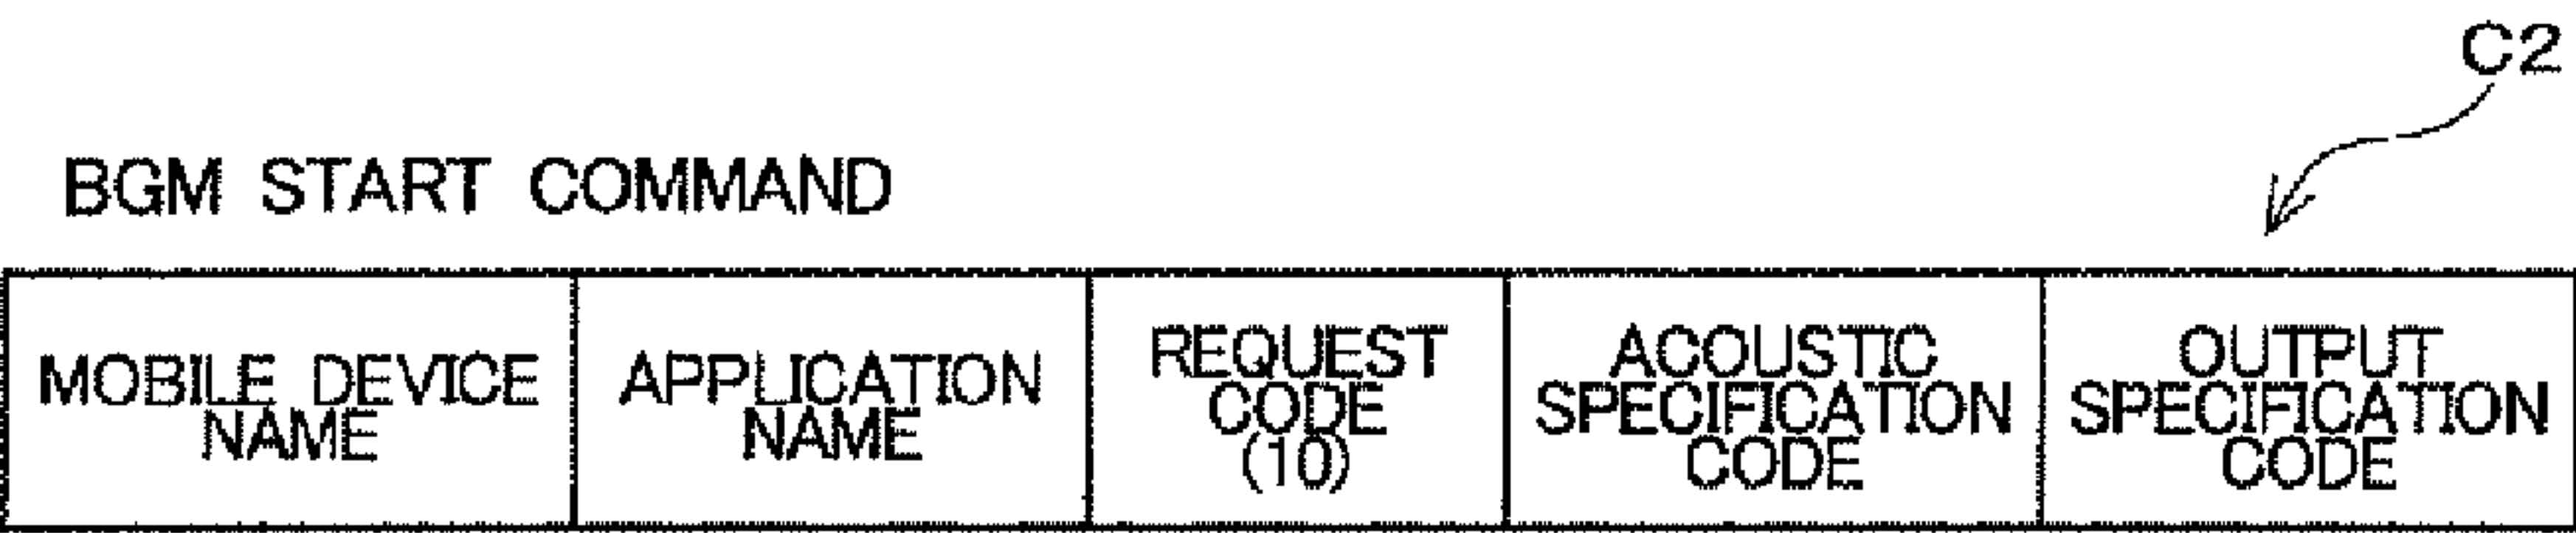 C2
BGM START COMMAND
MOBILE DEVICE
NAME
APPLICATION
NAME
REQUEST
CODE
(10)
ACOUSTIC
SPECIFICATION
CODE
OUTPUT
SPECIFICATION
CODE